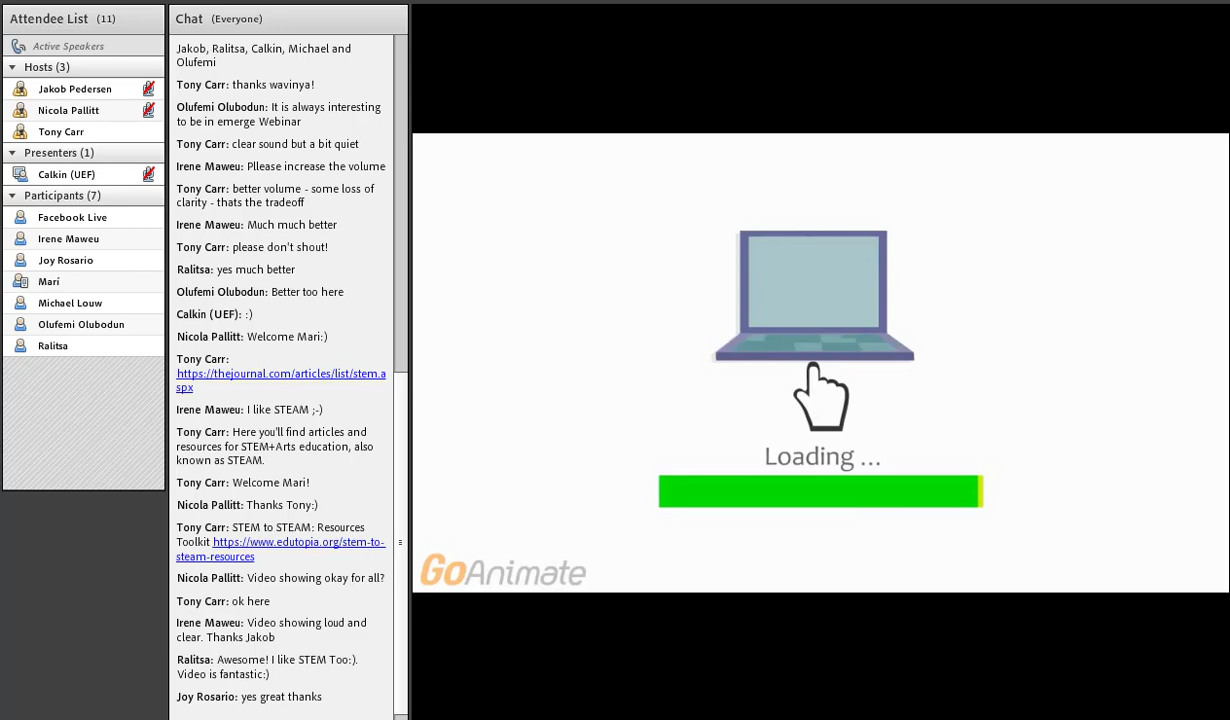 Attendee List (11)
Active Speakers
Hosts (3)
Jakob Pedersen
Nicola Pallitt
Tony Carr
Presenters (1)
Calkin (UEF)
Participants (7)
Facebook Live
Irene Maweu
Joy Rosario
Marí
Michael Louw
Olufemi Olubodun
Ralitsa
Chat (Everyone)
Jakob, Ralitsa, Calkin, Michael and
Olufemi
Tony Carr: thanks wavinya!
Olufemi Olubodun: It is always interesting
to be in emerge Webinar
Tony Carr: clear sound but a bit quiet
Irene Maweu: Pllease increase the volume
Tony Carr: better volume - some loss of
clarity - thats the tradeoff
Irene Maweu: Much much better
Tony Carr: please don't shout!
Ralitsa: yes much better
Olufemi Olubodun: Better too here
Calkin (UEF): :)
Nicola Pallitt: Welcome Mari:)
Tony Carr:
https://thejournal.com/articles/list/stem.a
spx
Irene Maweu: I like STEAM ;-)
Tony Carr: Here you'll find articles and
resources for STEM+Arts education, also
known as STEAM.
Tony Carr: Welcome Mari!
Nicola Pallitt: Thanks Tony:)
Tony Carr: STEM to STEAM: Resources
Toolkit https://www.edutopia.org/stem-to-
steam-resources
Nicola Pallitt: Video showing okay for all?
Tony Carr: ok here
Irene Maweu: Video showing loud and
clear. Thanks Jakob
Ralitsa: Awesome! I like STEM Too:).
Video is fantastic:)
Joy Rosario: yes great thanks
Loading ...
GoAnimate